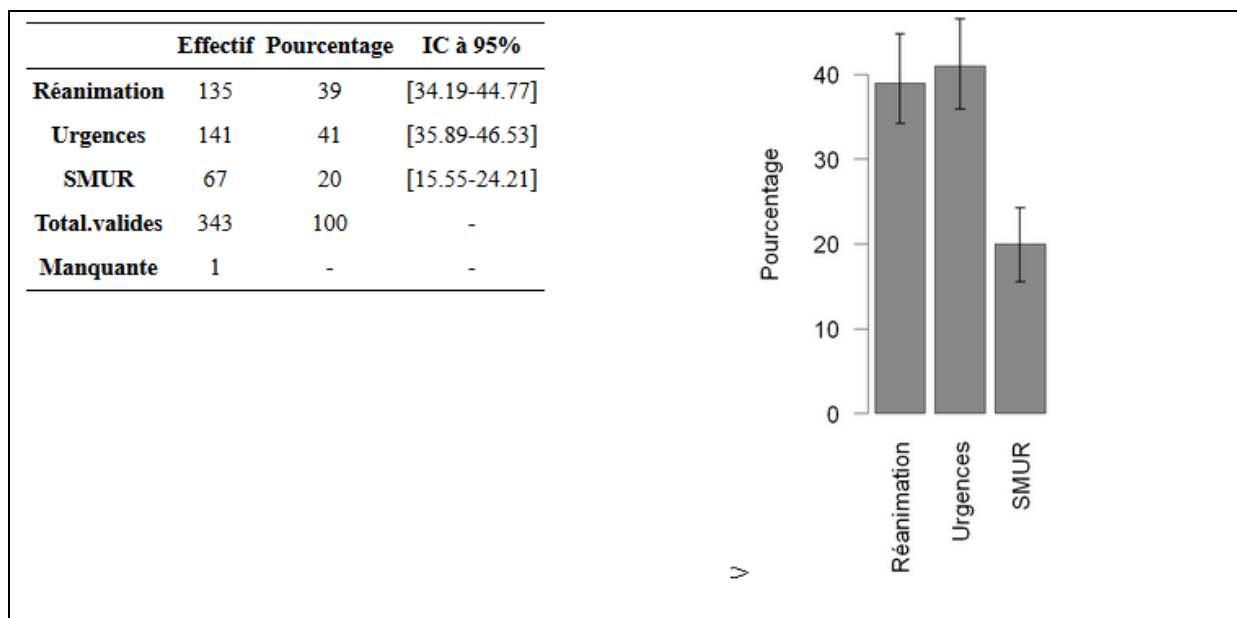 Effectif Pourcentage IC à 95%
Réanimation 135 39 [34.19-44.77]
Urgences 141 41 [35.89-46.53]
SMUR 67 20 [15.55-24.21]
Total.valides 343 100 -
Manquante 1 - -
Pourcentage
40
30
20
10
0
Réanimation
Urgences
SMUR